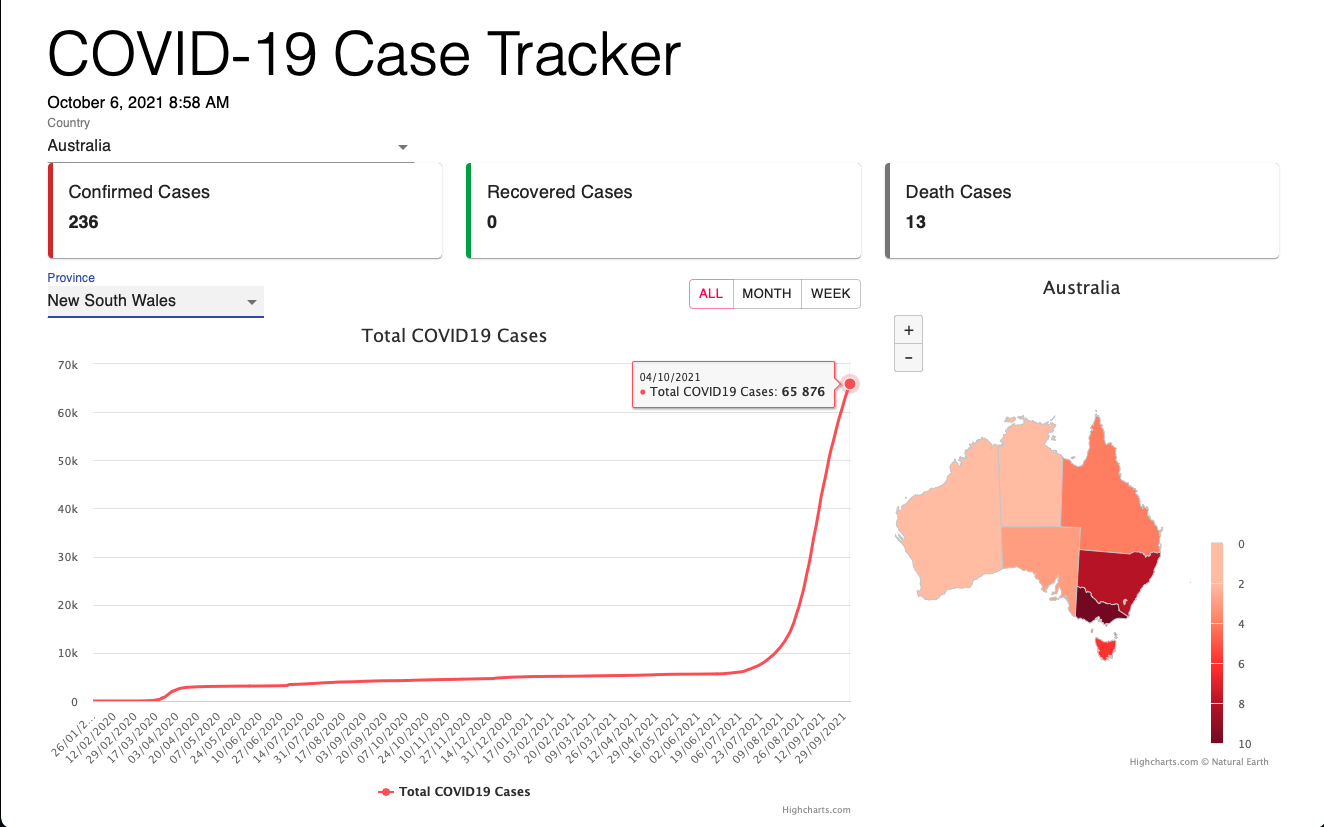 COVID-19 Case Tracker
October 6, 2021 8:58 AM
Country
Australia
Confirmed Cases
236
Recovered Cases
0
Death Cases
13
Province
New South Wales
ALL
MONTH
WEEK
Total COVID19 Cases
70k
60k
50k
40k
30k
20k
10k
0
04/10/2021
● Total COVID19 Cases: 65 876
26/01/2...
12/02/2020
29/02/2020
17/03/2020
03/04/2020
20/04/2020
07/05/2020
24/05/2020
10/06/2020
27/06/2020
14/07/2020
31/07/2020
17/08/2020
03/09/2020
20/09/2020
07/10/2020
24/10/2020
10/11/2020
27/11/2020
14/12/2020
31/12/2020
17/01/2021
03/02/2021
20/02/2021
09/03/2021
26/03/2021
12/04/2021
29/04/2021
16/05/2021
02/06/2021
19/06/2021
06/07/2021
23/07/2021
09/08/2021
26/08/2021
12/09/2021
29/09/2021
Total COVID19 Cases
Highcharts.com
Australia
+
−
0
2
4
6
8
10
Highcharts.com © Natural Earth